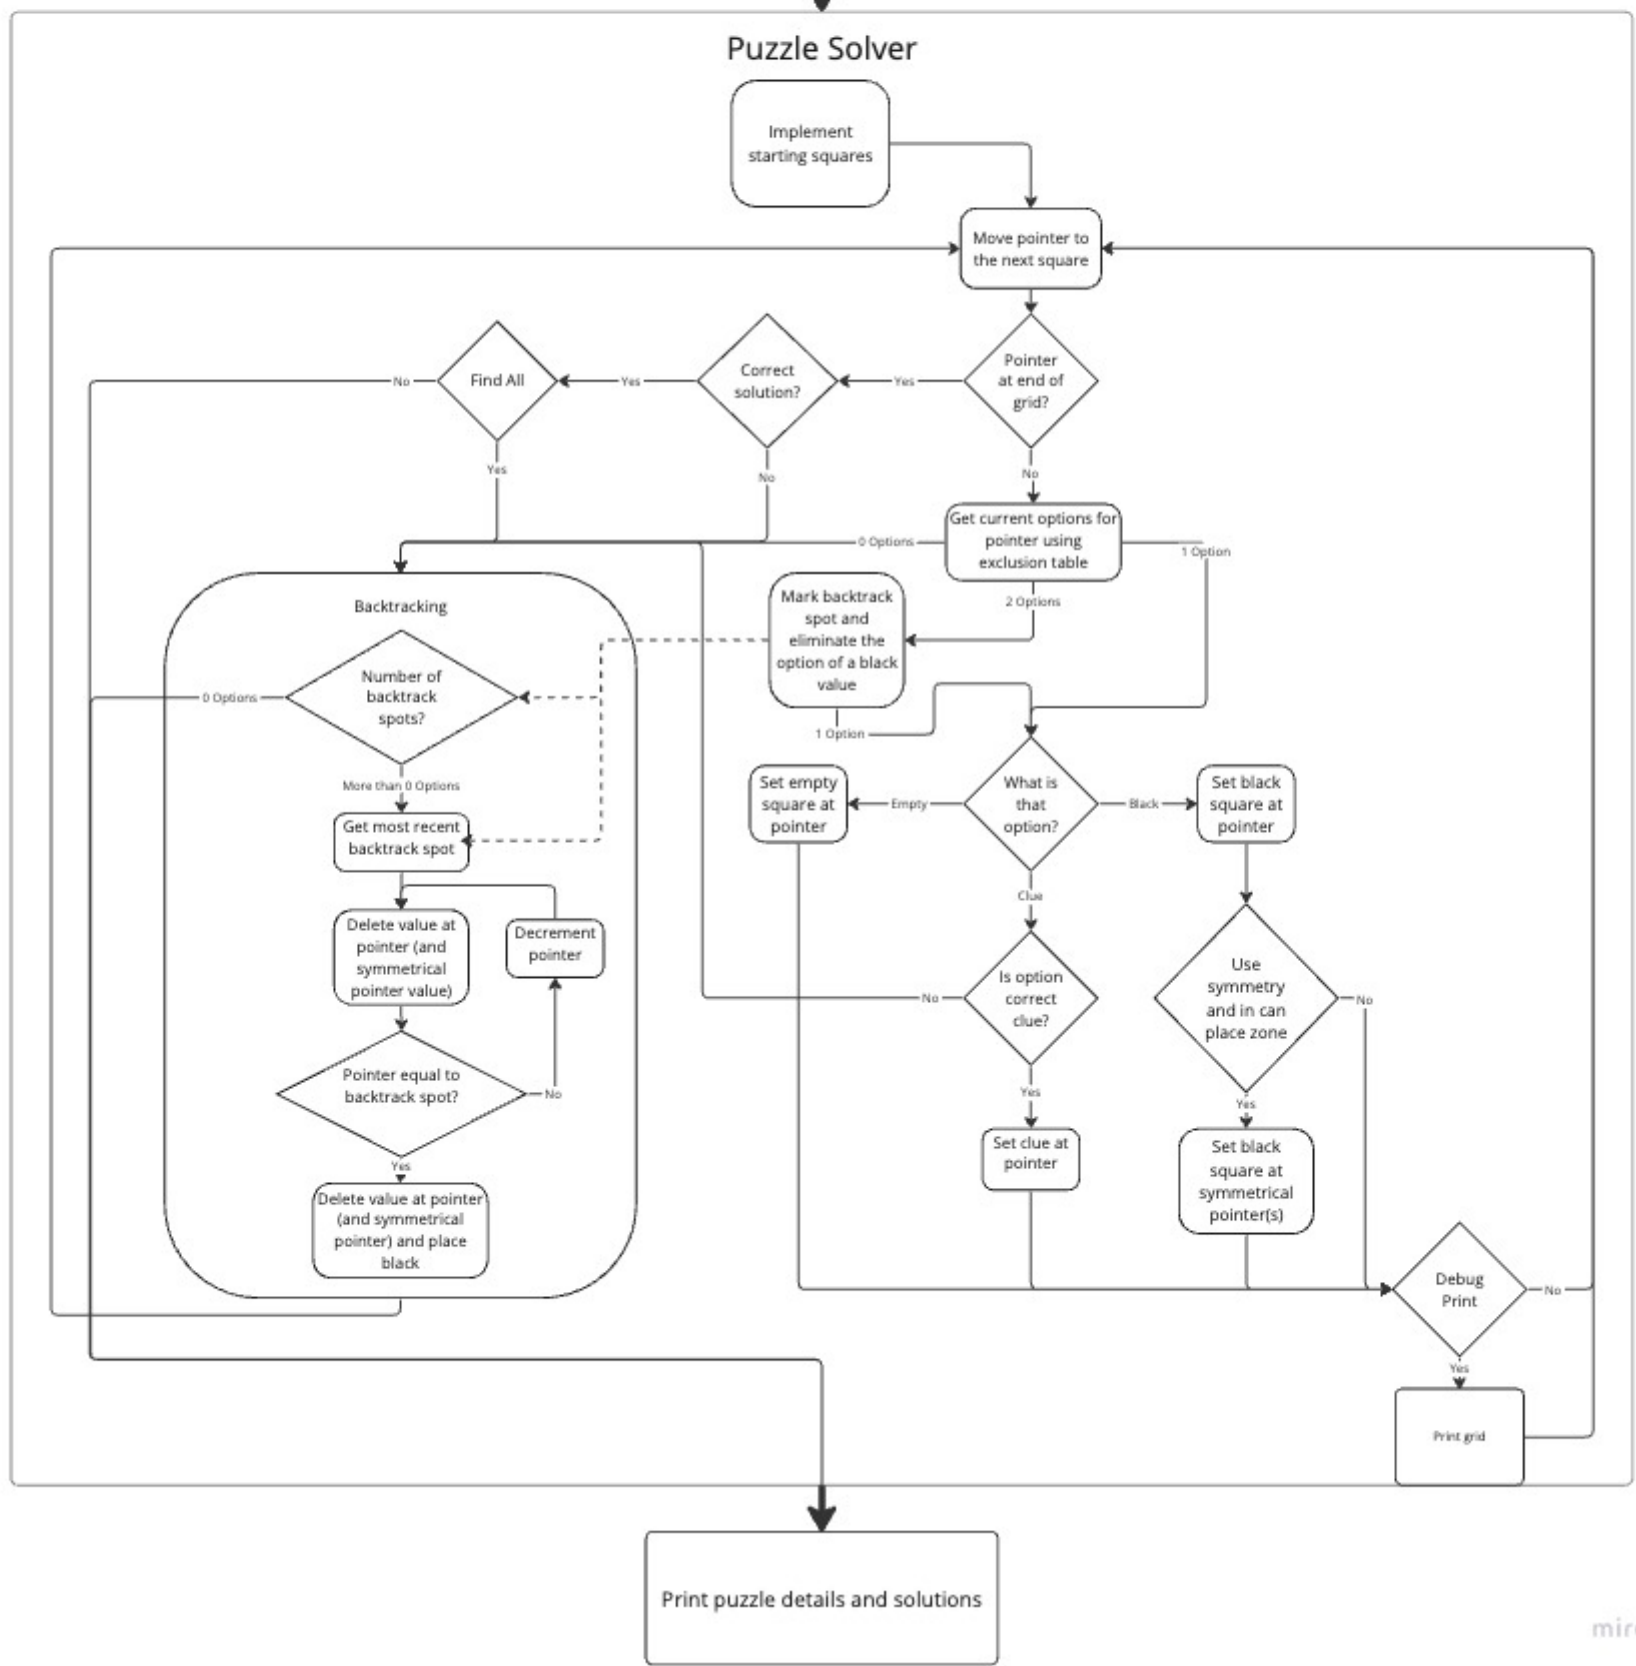 Puzzle Solver
Implement
starting squares
Move pointer to
the next square
Pointer
at end of
grid?
Yes
Correct
solution?
Yes
Find All
No
Yes
No
No
Get current options for
pointer using
exclusion table
0 Options
1 Option
2 Options
Mark backtrack
spot and
eliminate the
option of a black
value
1 Option
Backtracking
Number of
backtrack
spots?
0 Options
More than 0 Options
Get most recent
backtrack spot
Delete value at
pointer (and
symmetrical
pointer value)
Decrement
pointer
Pointer equal to
backtrack spot?
No
Yes
Delete value at pointer
(and symmetrical
pointer) and place
black
What is
that
option?
Empty
Set empty
square at
pointer
Black
Set black
square at
pointer
Clue
Is option
correct
clue?
No
Yes
Set clue at
pointer
Use
symmetry
and in can
place zone
No
Yes
Set black
square at
symmetrical
pointer(s)
Debug
Print
No
Yes
Print grid
Print puzzle details and solutions